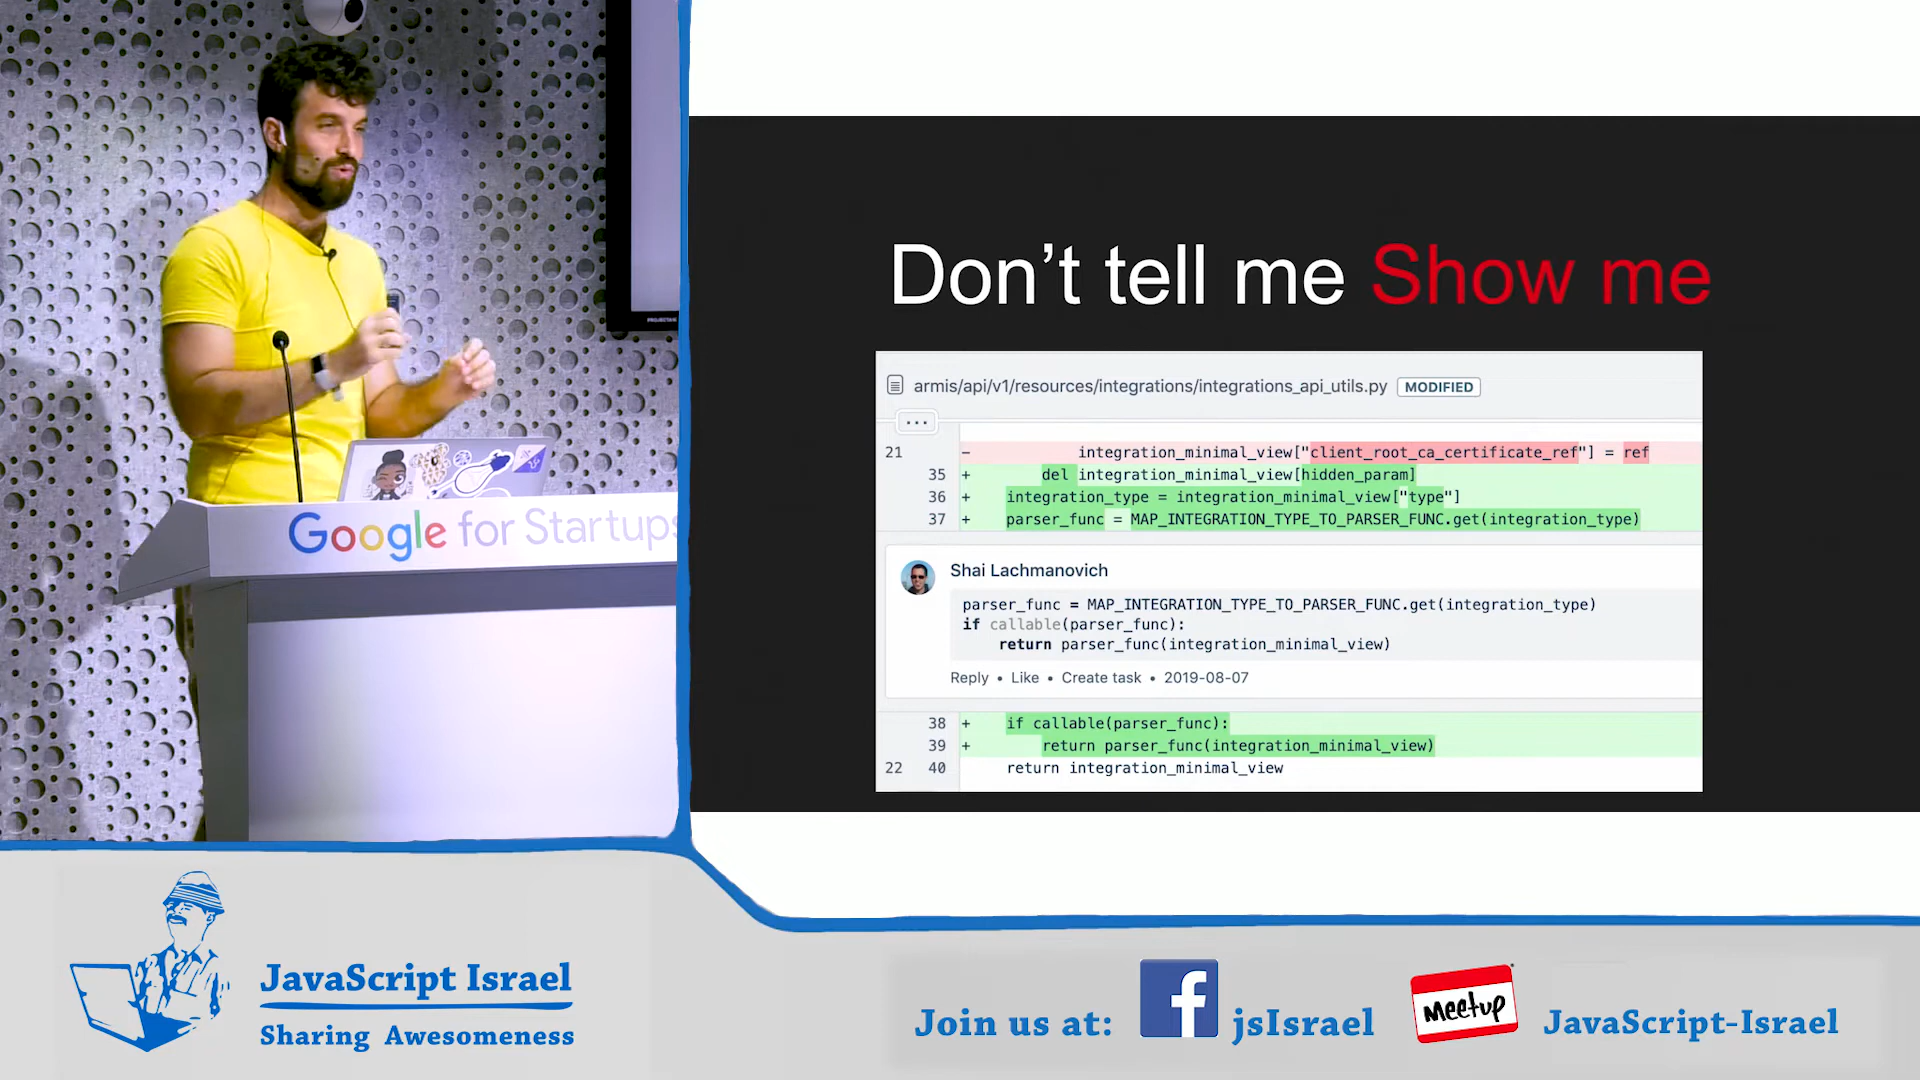 Google for Startups
Don't tell me Show me
armis/api/v1/resources/integrations/integrations_api_utils.py MODIFIED
...
21 - integration_minimal_view["client_root_ca_certificate_ref"] = ref
35 + del integration_minimal_view[hidden_param]
36 + integration_type = integration_minimal_view["type"]
37 + parser_func = MAP_INTEGRATION_TYPE_TO_PARSER_FUNC.get(integration_type)
Shai Lachmanovich
parser_func = MAP_INTEGRATION_TYPE_TO_PARSER_FUNC.get(integration_type)
if callable(parser_func):
return parser_func(integration_minimal_view)
Reply • Like • Create task • 2019-08-07
38 + if callable(parser_func):
39 + return parser_func(integration_minimal_view)
22 40 return integration_minimal_view
JavaScript Israel
Sharing Awesomeness
Join us at: f jsIsrael Meetup JavaScript-Israel